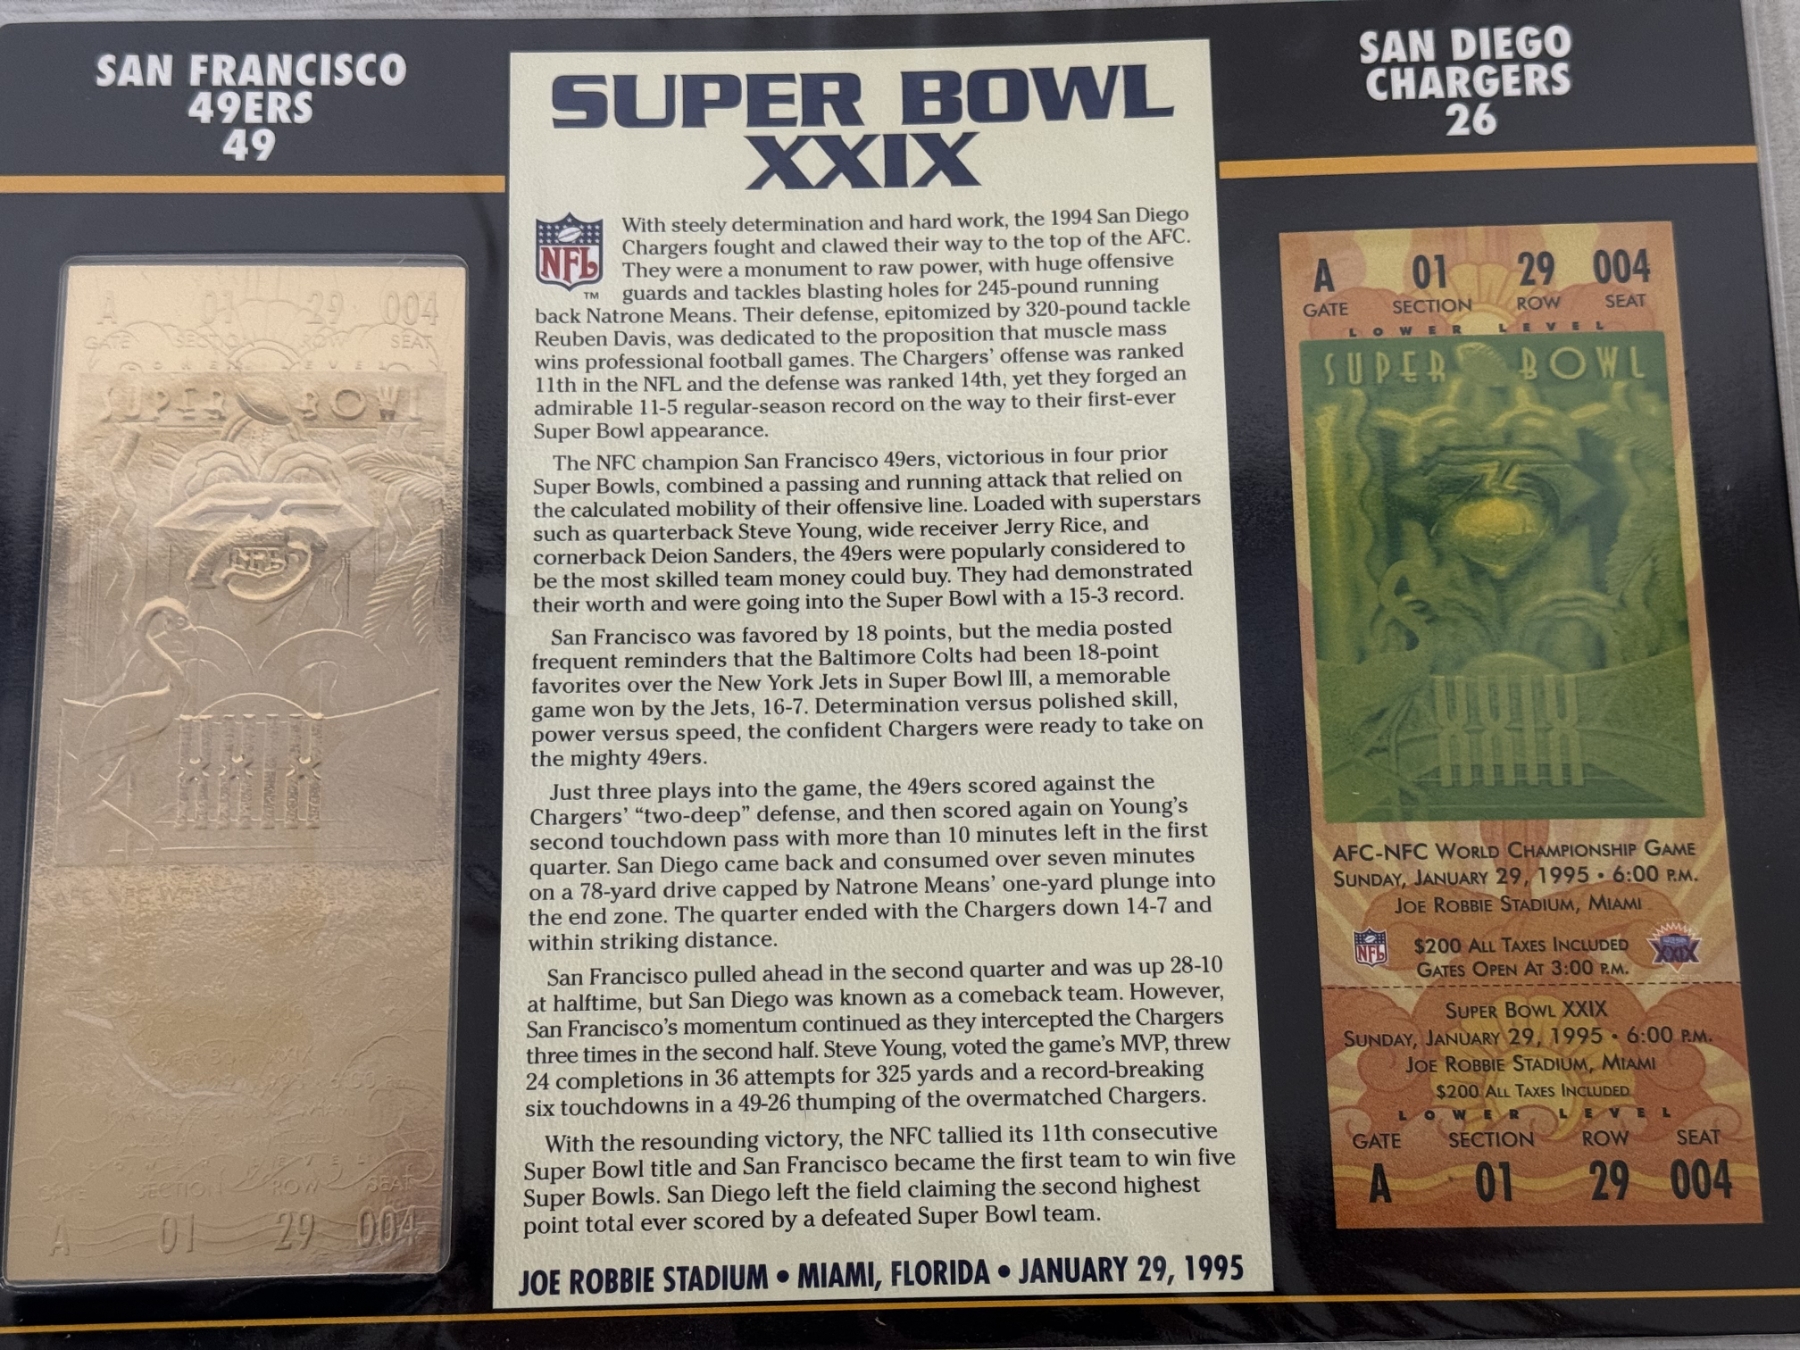 SAN FRANCISCO
49ERS
49
A 01 29 004
GATE SECTION ROW SEAT
SUPER BOWL
NFL
XXIX
GATE SECTION ROW SEAT
A 01 29 004
SUPER BOWL
XXIX
NFL
TM
With steely determination and hard work, the 1994 San Diego
Chargers fought and clawed their way to the top of the AFC.
They were a monument to raw power, with huge offensive
guards and tackles blasting holes for 245-pound running
back Natrone Means. Their defense, epitomized by 320-pound tackle
Reuben Davis, was dedicated to the proposition that muscle mass
wins professional football games. The Chargers' offense was ranked
11th in the NFL and the defense was ranked 14th, yet they forged an
admirable 11-5 regular-season record on the way to their first-ever
Super Bowl appearance.
The NFC champion San Francisco 49ers, victorious in four prior
Super Bowls, combined a passing and running attack that relied on
the calculated mobility of their offensive line. Loaded with superstars
such as quarterback Steve Young, wide receiver Jerry Rice, and
cornerback Deion Sanders, the 49ers were popularly considered to
be the most skilled team money could buy. They had demonstrated
their worth and were going into the Super Bowl with a 15-3 record.
San Francisco was favored by 18 points, but the media posted
frequent reminders that the Baltimore Colts had been 18-point
favorites over the New York Jets in Super Bowl III, a memorable
game won by the Jets, 16-7. Determination versus polished skill,
power versus speed, the confident Chargers were ready to take on
the mighty 49ers.
Just three plays into the game, the 49ers scored against the
Chargers' “two-deep” defense, and then scored again on Young's
second touchdown pass with more than 10 minutes left in the first
quarter. San Diego came back and consumed over seven minutes
on a 78-yard drive capped by Natrone Means' one-yard plunge into
the end zone. The quarter ended with the Chargers down 14-7 and
within striking distance.
San Francisco pulled ahead in the second quarter and was up 28-10
at halftime, but San Diego was known as a comeback team. However,
San Francisco's momentum continued as they intercepted the Chargers
three times in the second half. Steve Young, voted the game's MVP, threw
24 completions in 36 attempts for 325 yards and a record-breaking
six touchdowns in a 49-26 thumping of the overmatched Chargers.
With the resounding victory, the NFC tallied its 11th consecutive
Super Bowl title and San Francisco became the first team to win five
Super Bowls. San Diego left the field claiming the second highest
point total ever scored by a defeated Super Bowl team.
JOE ROBBIE STADIUM • MIAMI, FLORIDA • JANUARY 29, 1995
SAN DIEGO
CHARGERS
26
A 01 29 004
GATE SECTION ROW SEAT
LOWER LEVEL
SUPER BOWL
XXIX
AFC-NFC WORLD CHAMPIONSHIP GAME
SUNDAY, JANUARY 29, 1995 • 6:00 P.M.
JOE ROBBIE STADIUM, MIAMI
NFL $200 ALL TAXES INCLUDED XXIX
GATES OPEN AT 3:00 P.M.
SUPER BOWL XXIX
SUNDAY, JANUARY 29, 1995 • 6:00 P.M.
JOE ROBBIE STADIUM, MIAMI
$200 ALL TAXES INCLUDED
LOWER LEVEL
GATE SECTION ROW SEAT
A 01 29 004